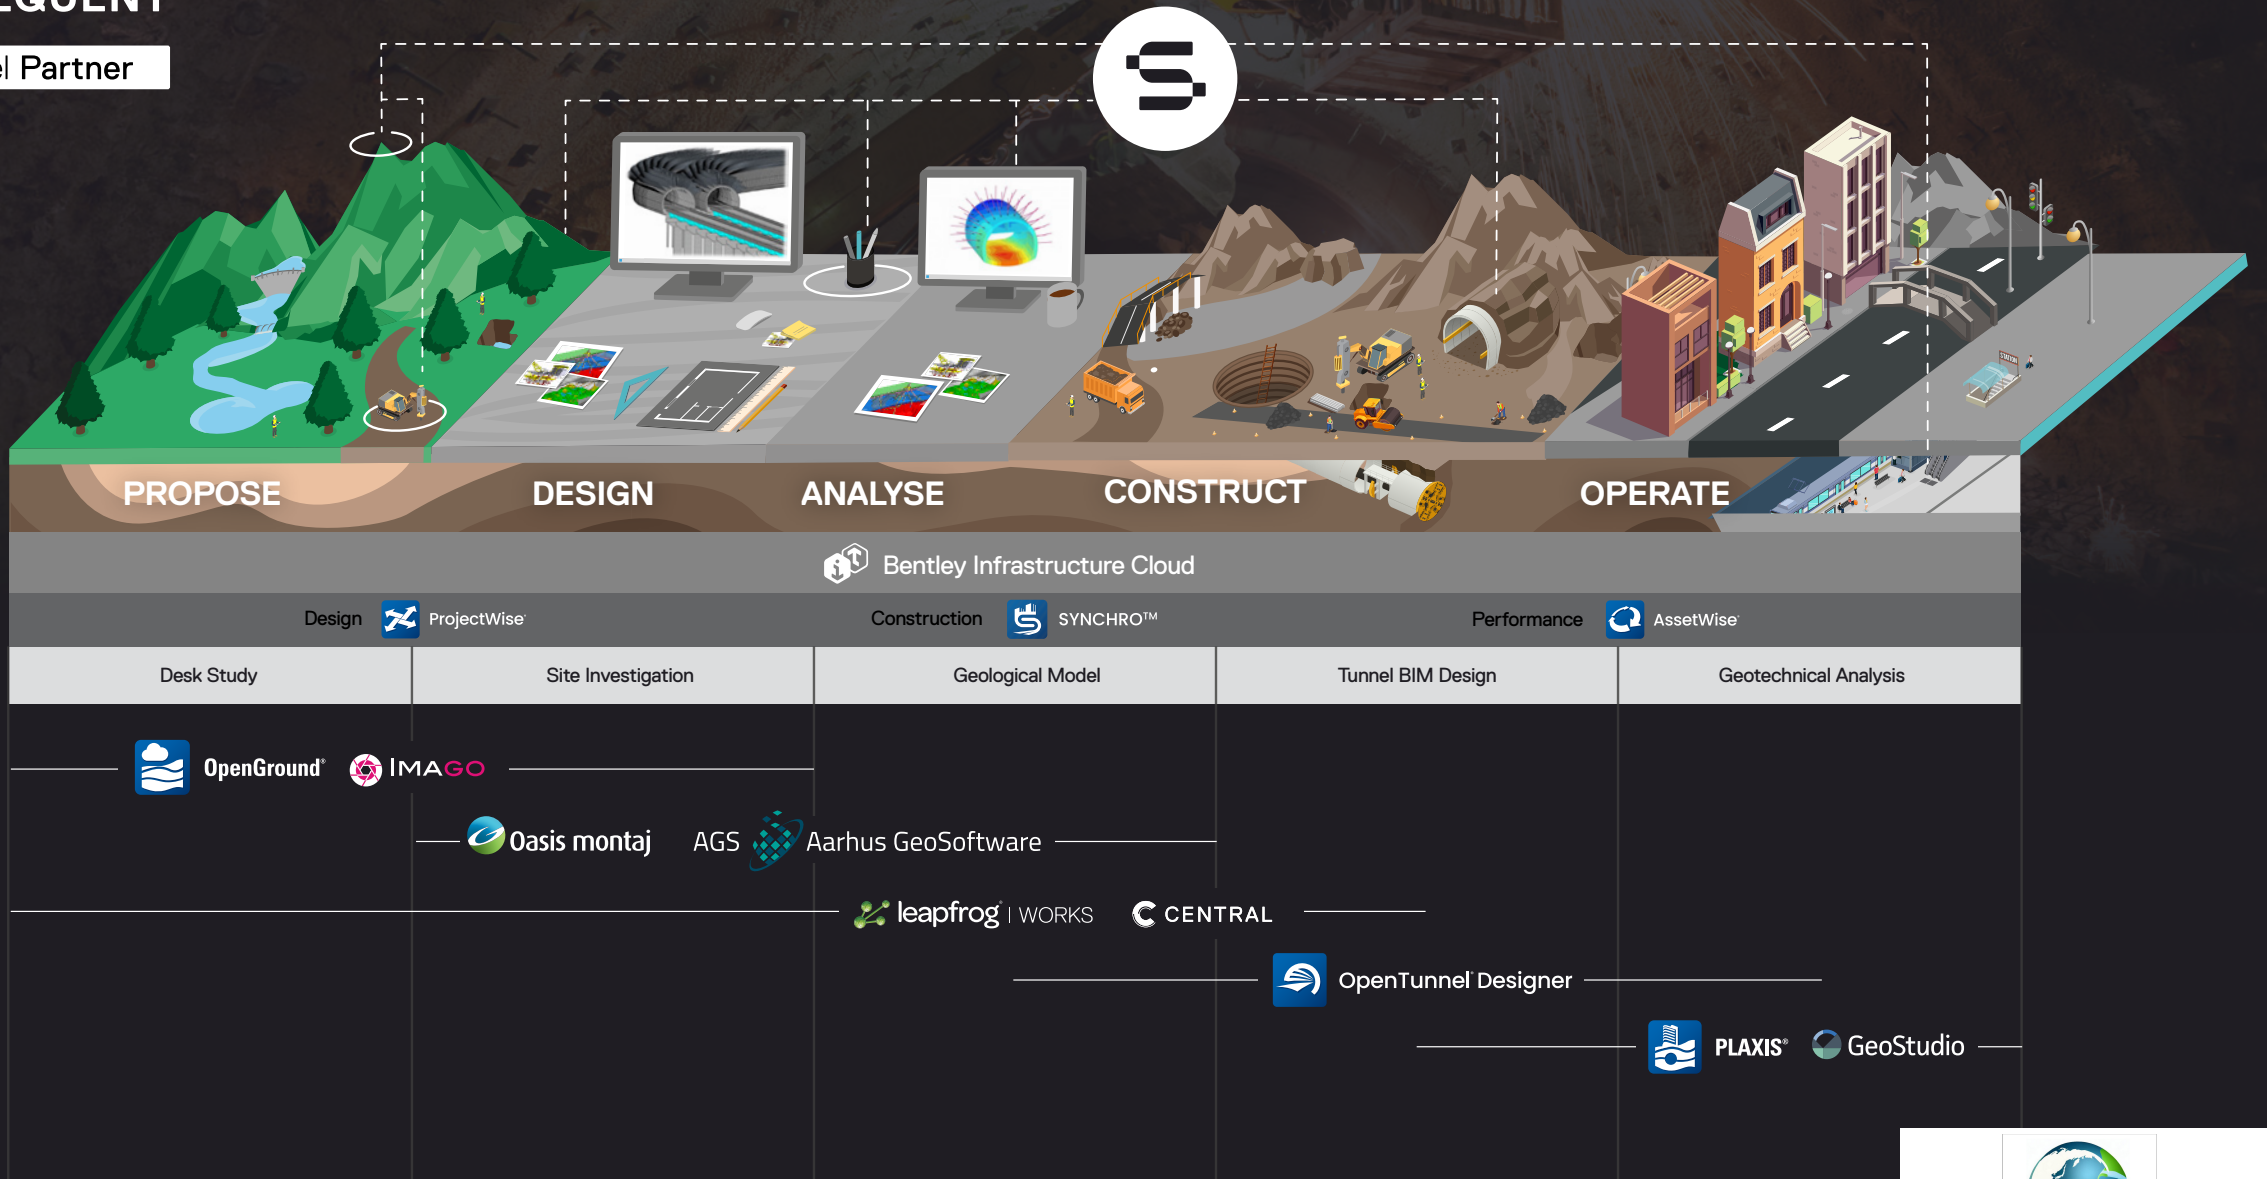 Partner
PROPOSE
DESIGN
ANALYSE
CONSTRUCT
OPERATE
STATION
Bentley Infrastructure Cloud
Design ProjectWise
Construction SYNCHRO™
Performance AssetWise
Desk Study
Site Investigation
Geological Model
Tunnel BIM Design
Geotechnical Analysis
OpenGround® IMAGO
Oasis montaj AGS Aarhus GeoSoftware
leapfrog® | WORKS CENTRAL
OpenTunnel® Designer
PLAXIS® GeoStudio